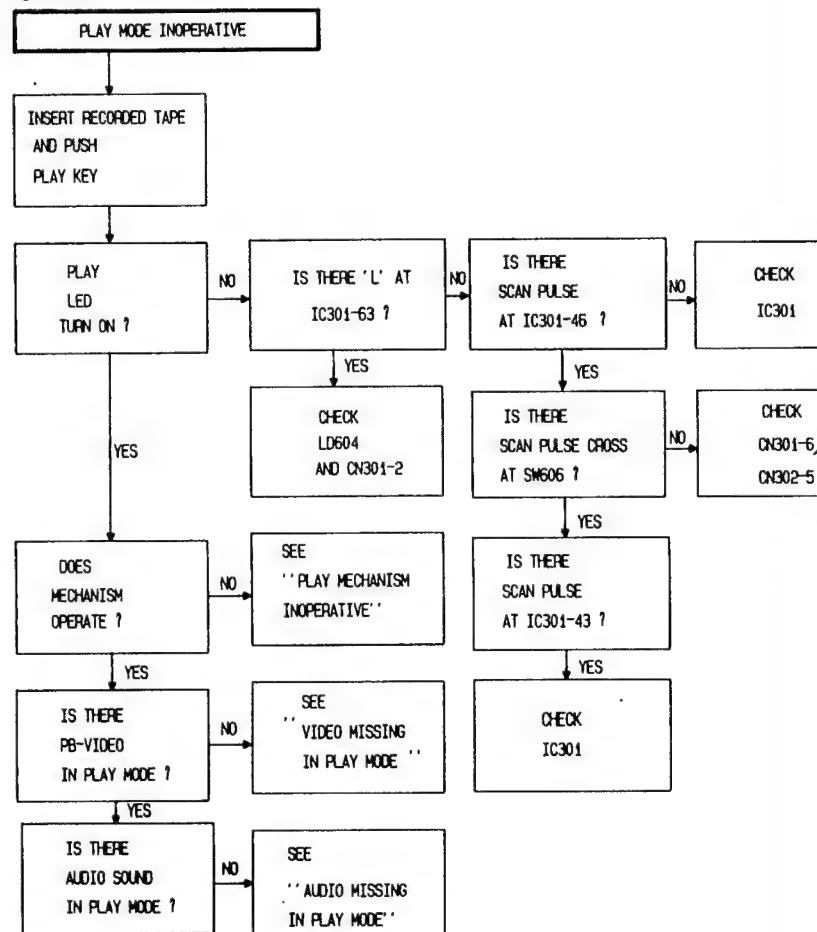 PLAY MODE INOPERATIVE
INSERT RECORDED TAPE
AND PUSH
PLAY KEY
PLAY
LED
TURN ON ?
NO
IS THERE 'L' AT
IC301-63 ?
NO
IS THERE
SCAN PULSE
AT IC301-46 ?
NO
CHECK
IC301
YES
YES
CHECK
LD604
AND CN301-2
IS THERE
SCAN PULSE CROSS
AT SW606 ?
NO
CHECK
CN301-6,
CN302-5
YES
YES
DOES
MECHANISM
OPERATE ?
NO
SEE
''PLAY MECHANISM
INOPERATIVE''
IS THERE
SCAN PULSE
AT IC301-43 ?
YES
YES
IS THERE
PB-VIDEO
IN PLAY MODE ?
NO
SEE
''
VIDEO MISSING
IN PLAY MODE ''
CHECK
IC301
YES
IS THERE
AUDIO SOUND
IN PLAY MODE ?
NO
SEE
''AUDIO MISSING
IN PLAY MODE''